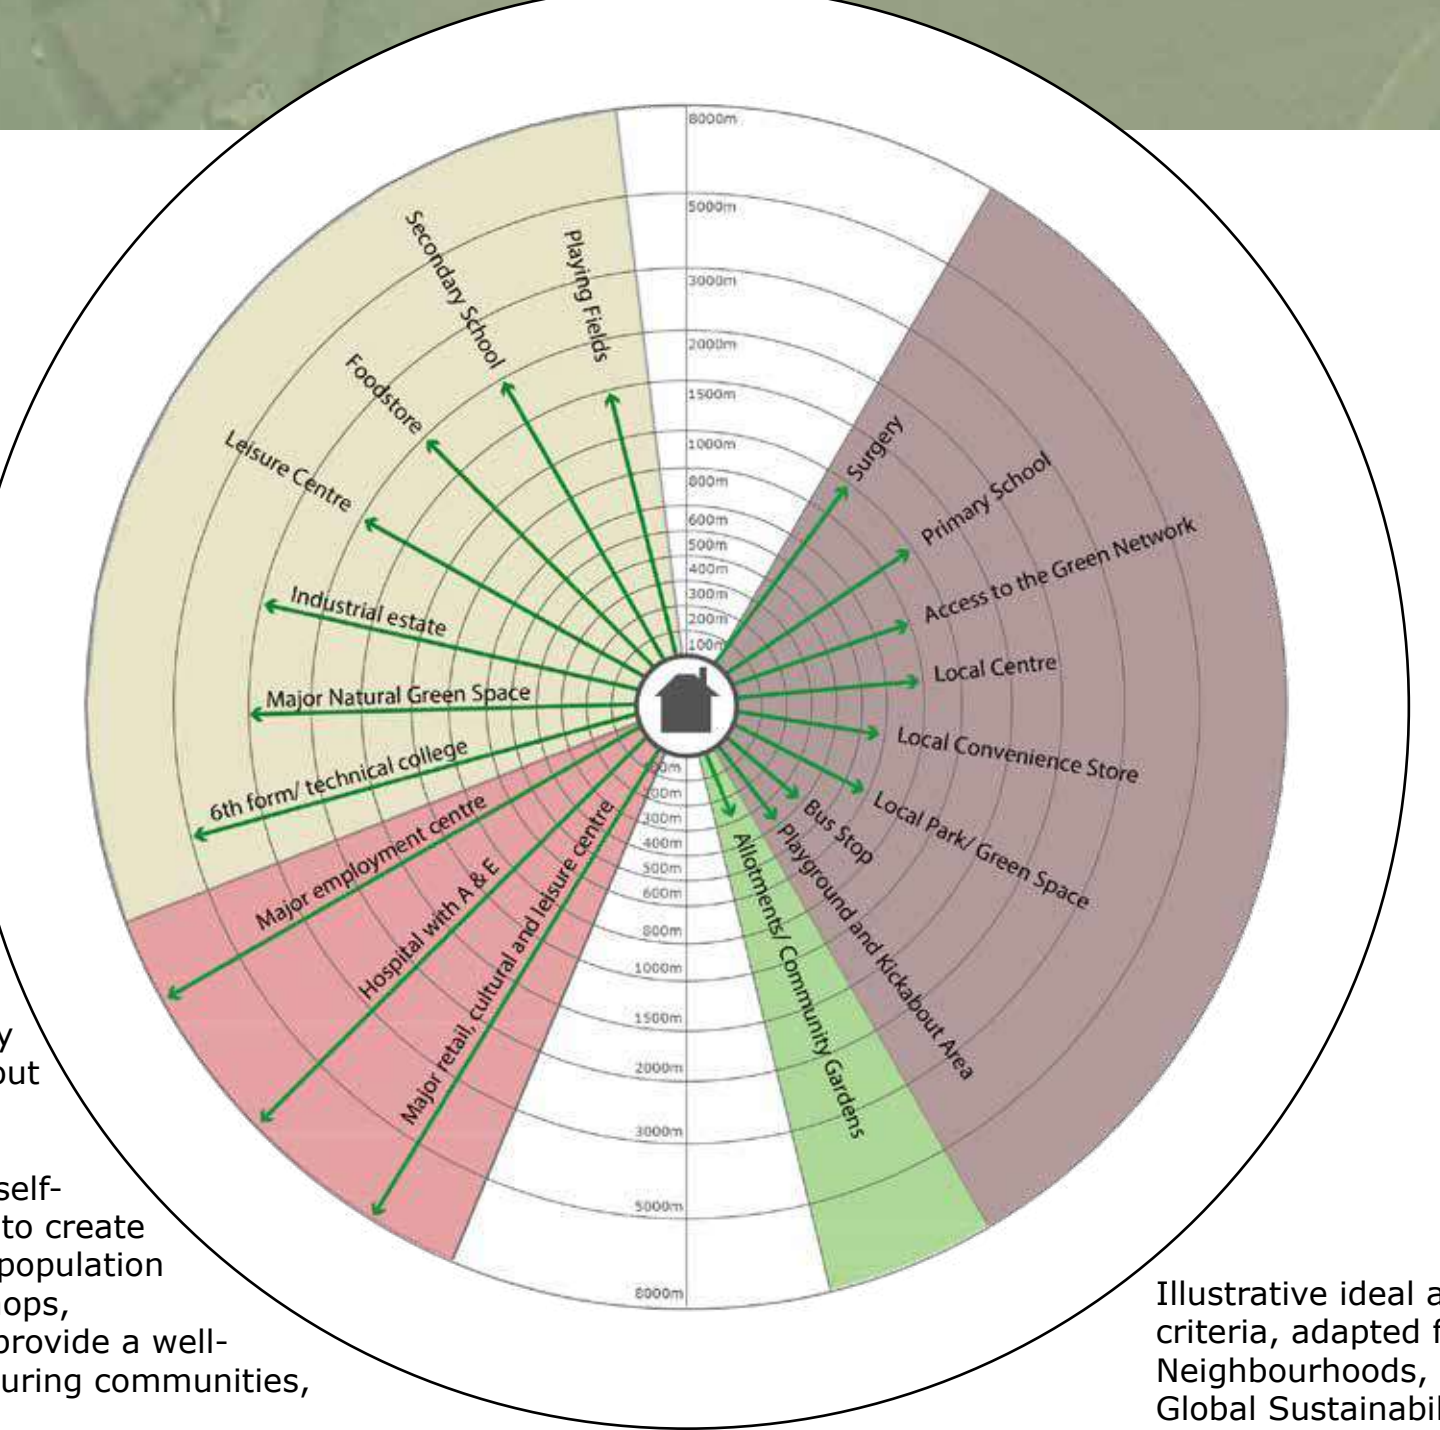 8000m
5000m
3000m
2000m
1500m
1000m
800m
600m
500m
400m
300m
200m
100m
Playing Fields
Secondary School
Foodstore
Leisure Centre
Industrial estate
Major Natural Green Space
6th form/ technical college
Major employment centre
Hospital with A & E
Major retail, cultural and leisure centre
Surgery
Primary School
Access to the Green Network
Local Centre
Local Convenience Store
Local Park/ Green Space
Bus Stop
Playground and Kickabout Area
Allotments/ Community Gardens
100m
200m
300m
400m
500m
600m
800m
1000m
1500m
2000m
3000m
5000m
8000m
self-
to create
population
provide a well-
uring communities,
Illustrative ideal
criteria, adapted
Neighbourhoods,
Global